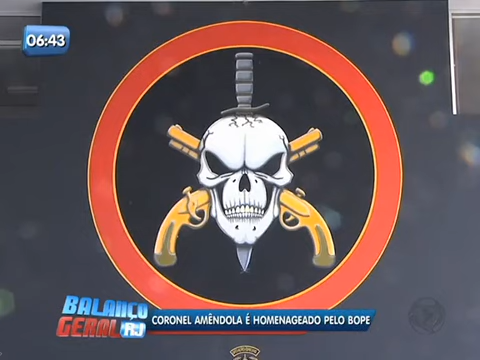 06:43
BALANÇO
GERAL RJ
CORONEL AMÊNDOLA É HOMENAGEADO PELO BOPE